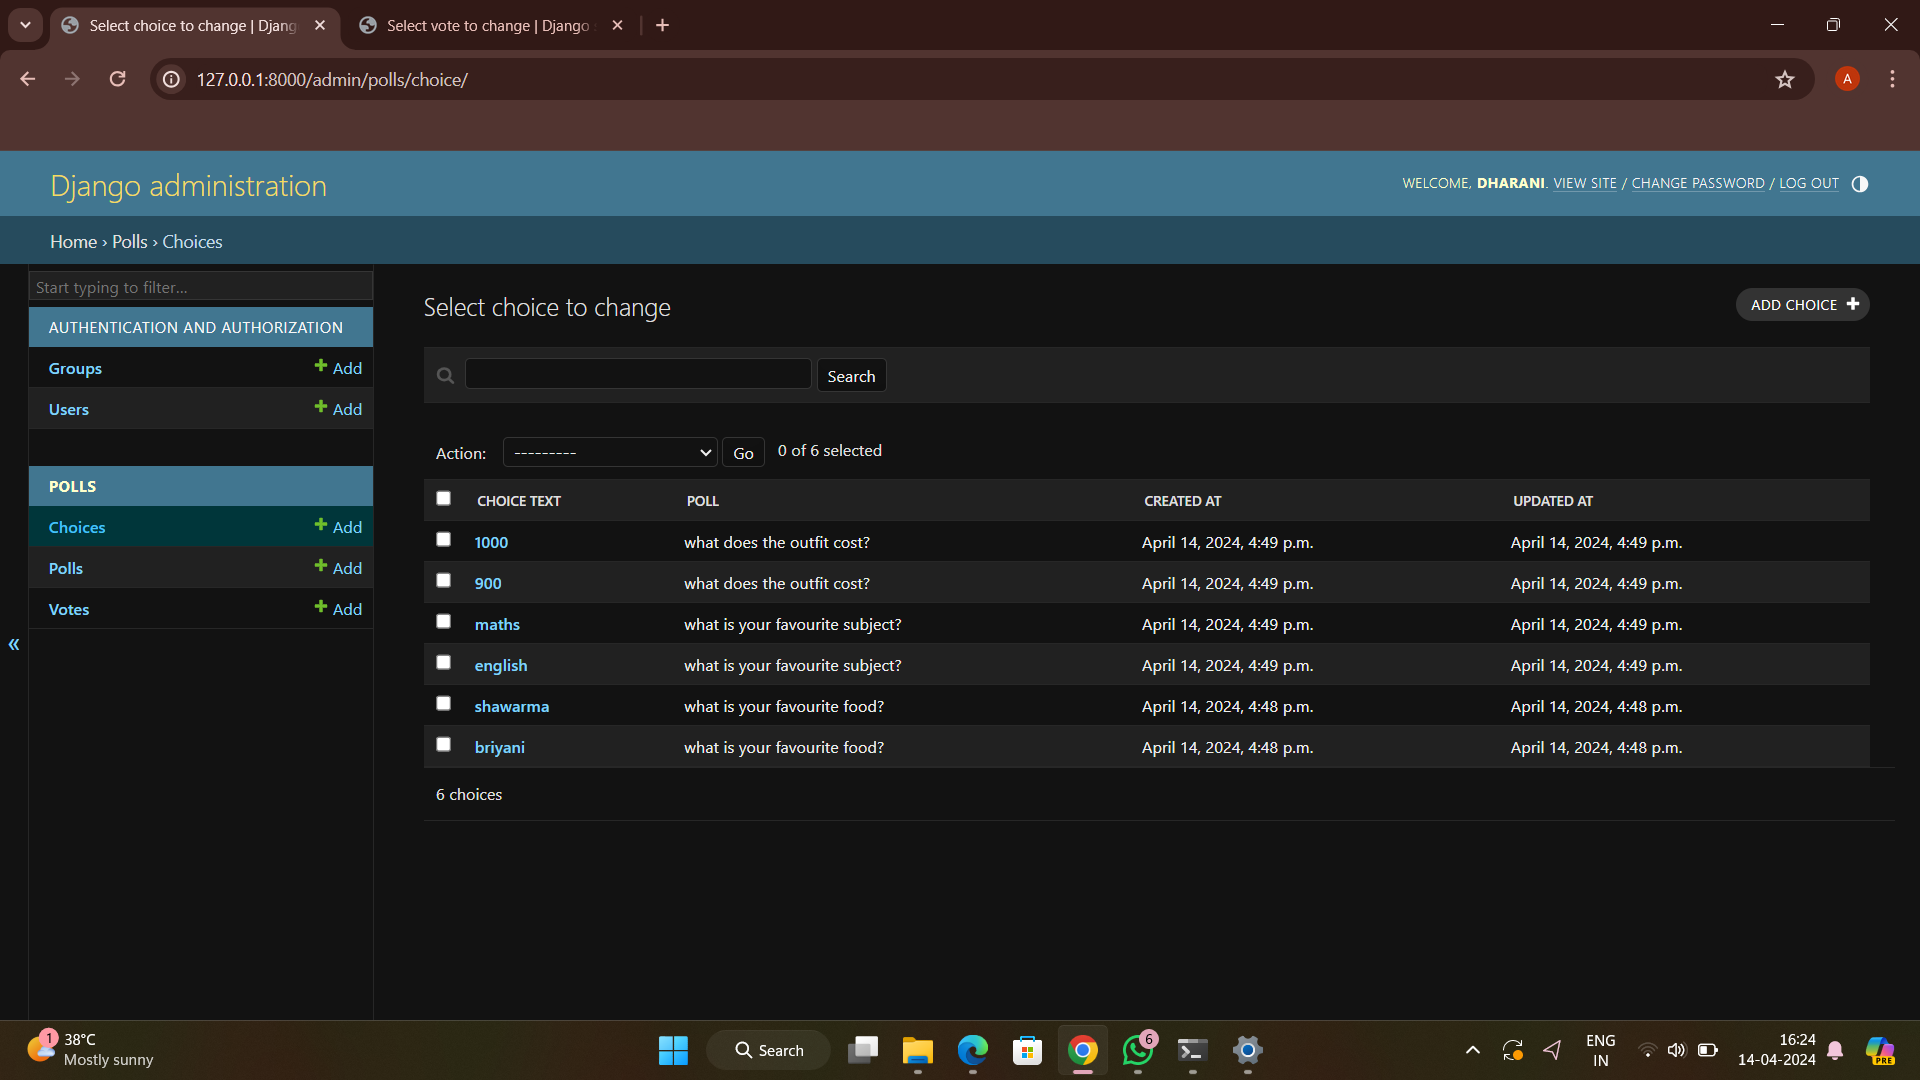 Select choice to change | Djang
Select vote to change | Django
127.0.0.1:8000/admin/polls/choice/
A
Django administration
WELCOME, DHARANI. VIEW SITE / CHANGE PASSWORD / LOG OUT
Home › Polls › Choices
Start typing to filter...
AUTHENTICATION AND AUTHORIZATION
Groups Add
Users Add
POLLS
Choices Add
Polls Add
Votes Add
«
Select choice to change
ADD CHOICE
Search
Action: --------- Go 0 of 6 selected
CHOICE TEXT POLL CREATED AT UPDATED AT
1000 what does the outfit cost? April 14, 2024, 4:49 p.m. April 14, 2024, 4:49 p.m.
900 what does the outfit cost? April 14, 2024, 4:49 p.m. April 14, 2024, 4:49 p.m.
maths what is your favourite subject? April 14, 2024, 4:49 p.m. April 14, 2024, 4:49 p.m.
english what is your favourite subject? April 14, 2024, 4:49 p.m. April 14, 2024, 4:49 p.m.
shawarma what is your favourite food? April 14, 2024, 4:48 p.m. April 14, 2024, 4:48 p.m.
briyani what is your favourite food? April 14, 2024, 4:48 p.m. April 14, 2024, 4:48 p.m.
6 choices
1
38°C
Mostly sunny
Search
6
ENG
IN
16:24
14-04-2024
PRE